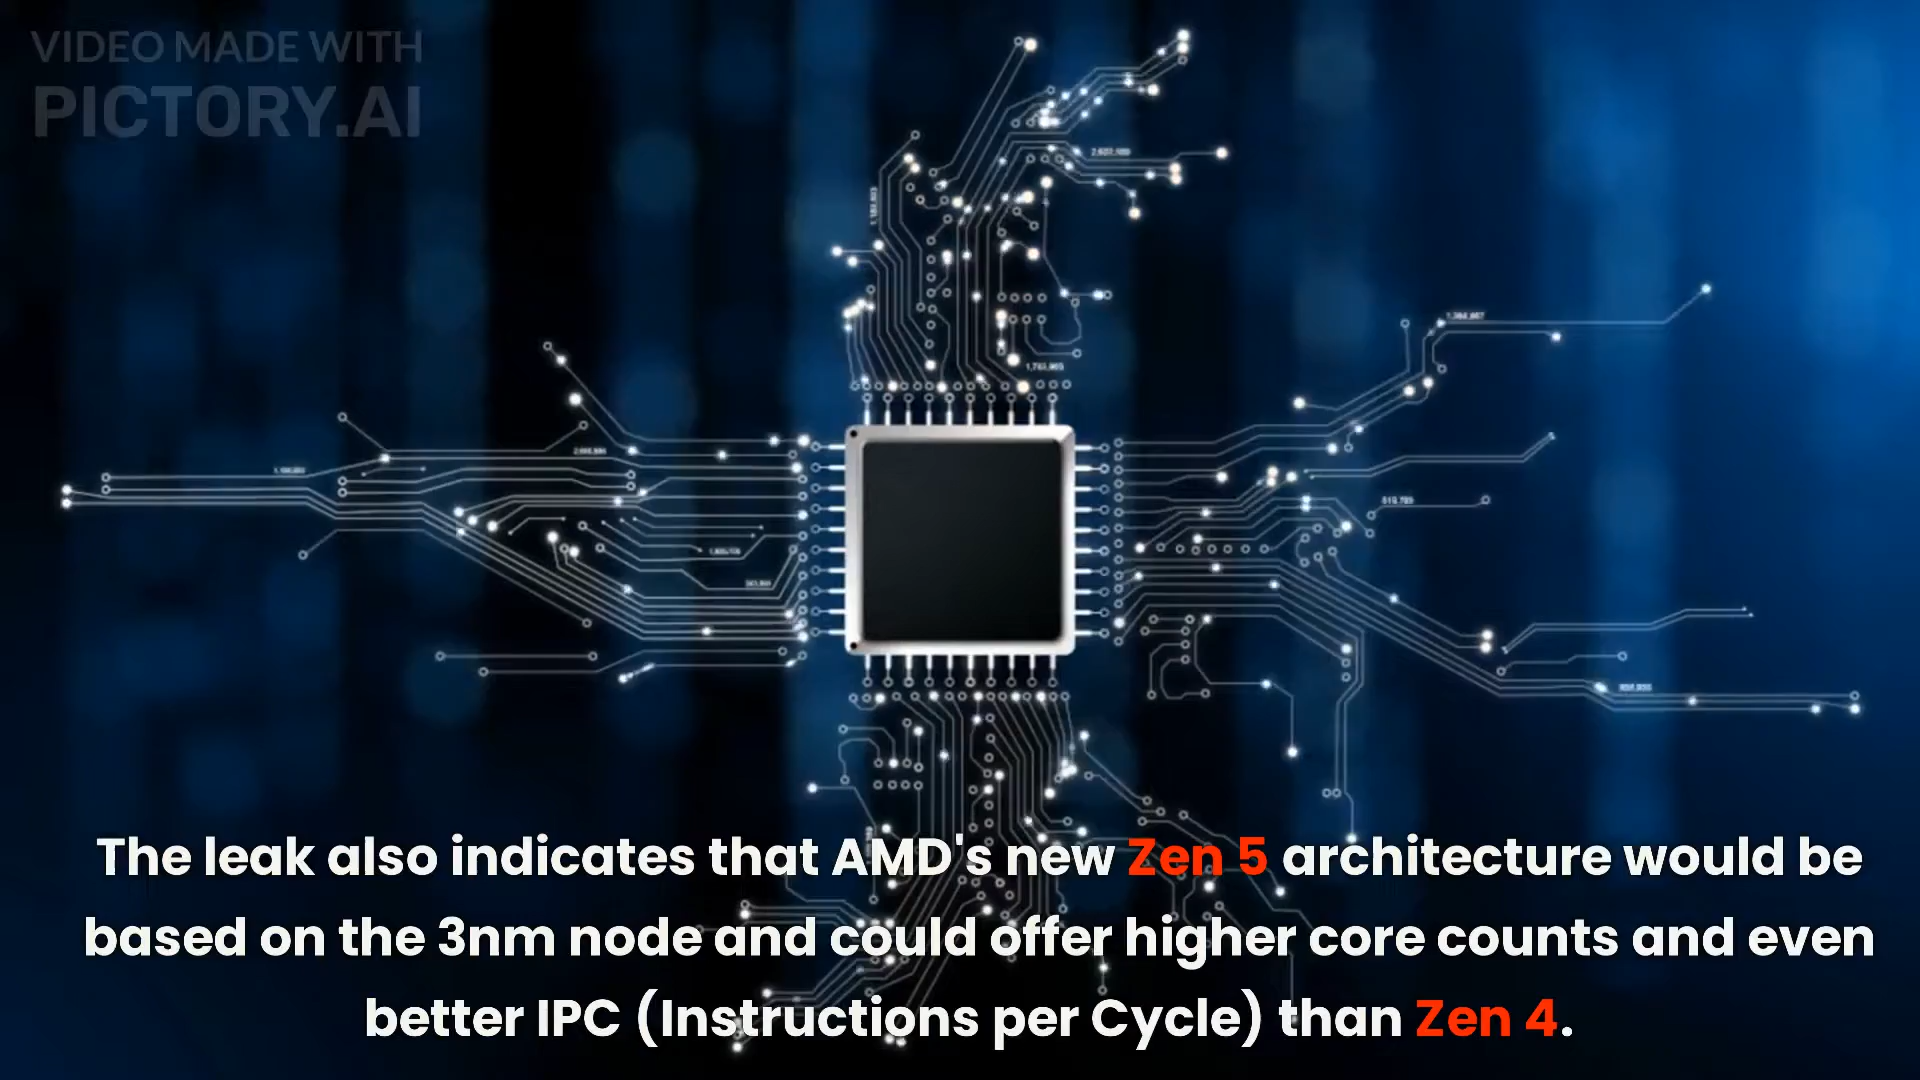 VIDEO MADE WITH
PICTORY.AI
The leak also indicates that AMD's new Zen 5 architecture would be
based on the 3nm node and could offer higher core counts and even
better IPC (Instructions per Cycle) than Zen 4.